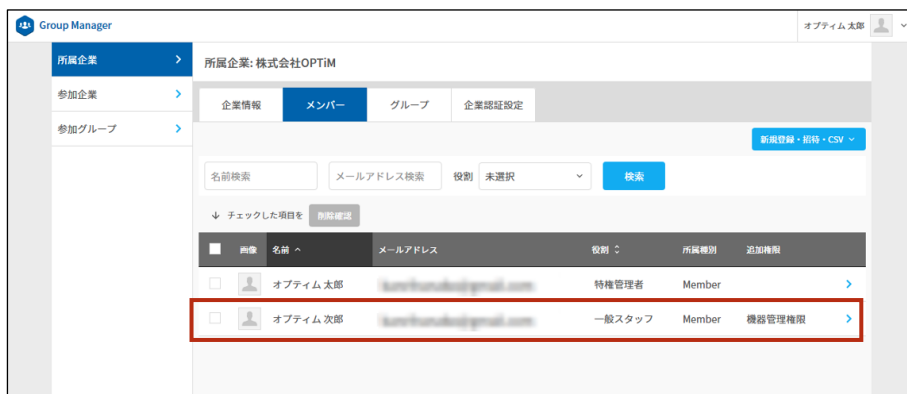 Group Manager
オプティム 太郎
所属企業
参加企業
参加グループ
所属企業: 株式会社OPTiM
企業情報 メンバー グループ 企業認証設定
新規登録・招待・CSV
名前検索 メールアドレス検索 役割 未選択 検索
チェックした項目を 削除確認
画像 名前 メールアドレス 役割 所属種別 追加権限
オプティム 太郎 特権管理者 Member
オプティム 次郎 一般スタッフ Member 機器管理権限